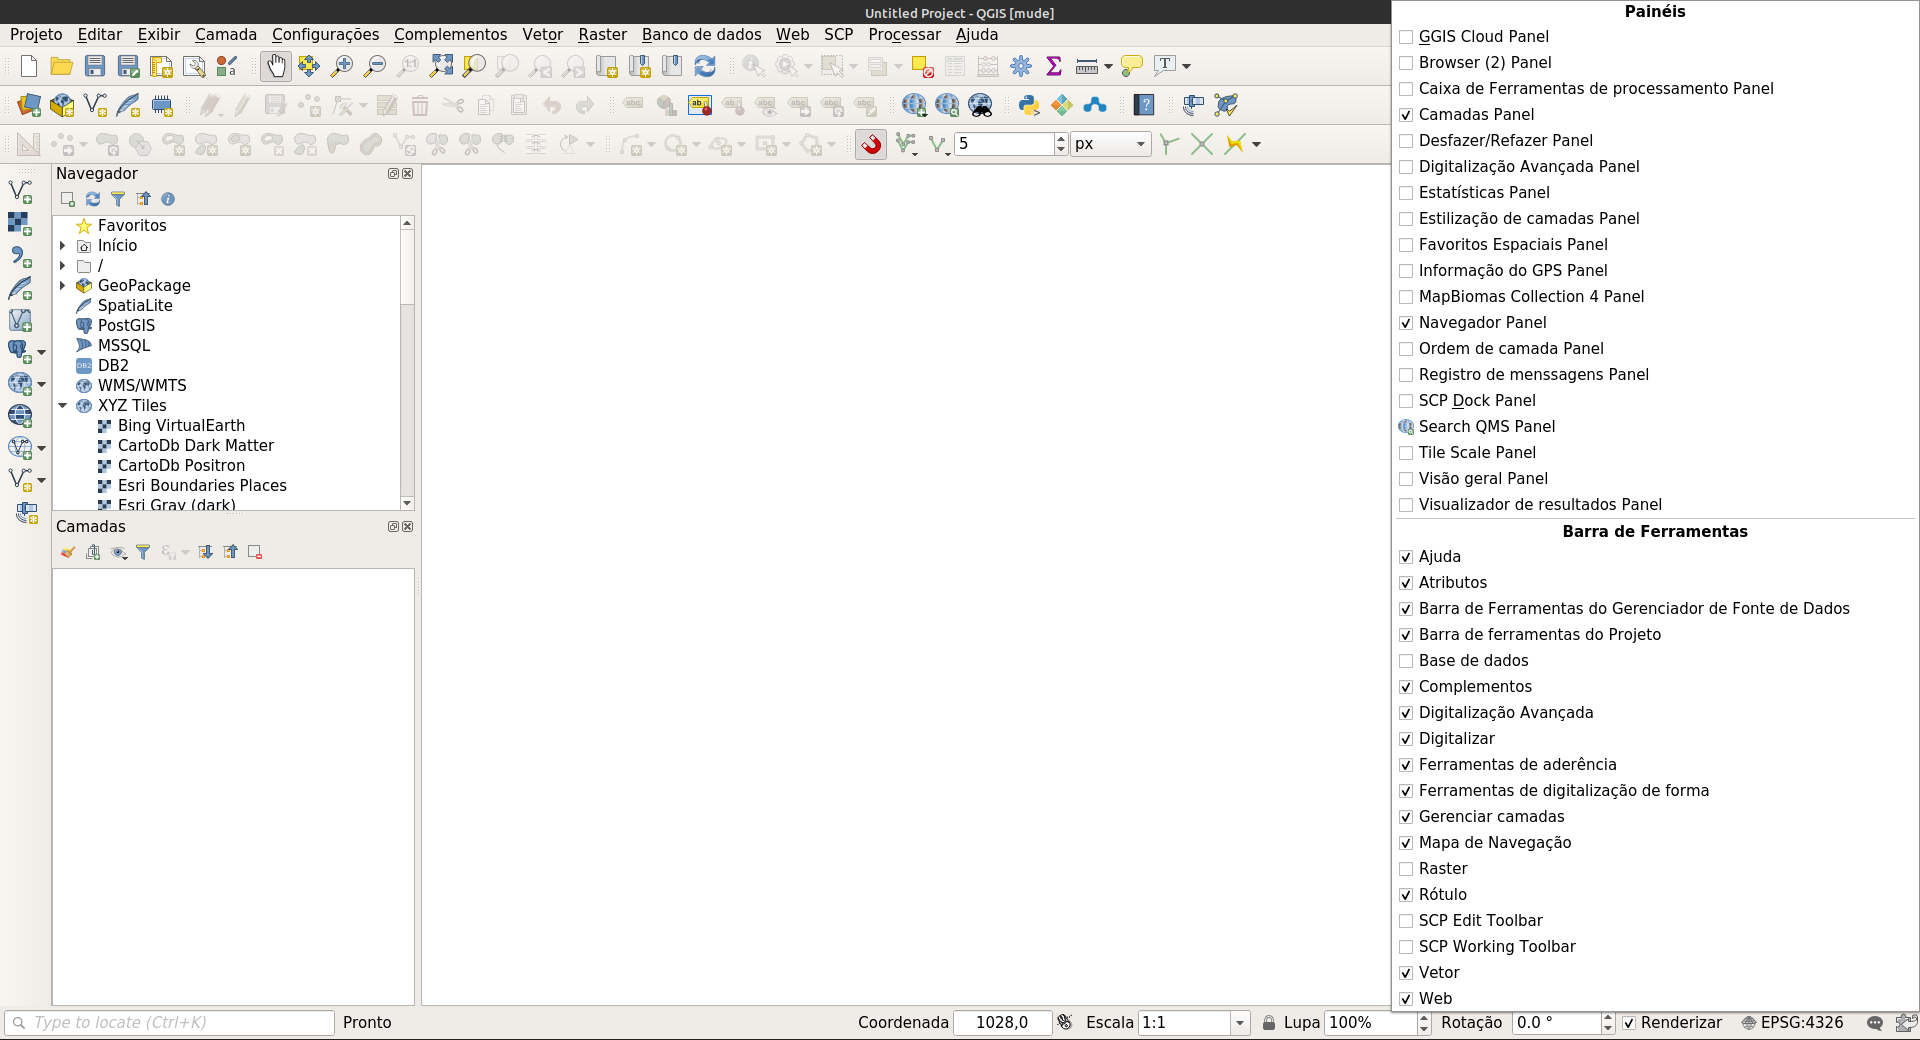 Untitled Project - QGIS [mude]
Projeto Editar Exibir Camada Configurações Complementos Vetor Raster Banco de dados Web SCP Processar Ajuda
5 px
Navegador
Favoritos
Início
/
GeoPackage
SpatiaLite
PostGIS
MSSQL
DB2
WMS/WMTS
XYZ Tiles
Bing VirtualEarth
CartoDb Dark Matter
CartoDb Positron
Esri Boundaries Places
Esri Gray (dark)
Camadas
Painéis
GGIS Cloud Panel
Browser (2) Panel
Caixa de Ferramentas de processamento Panel
Camadas Panel
Desfazer/Refazer Panel
Digitalização Avançada Panel
Estatísticas Panel
Estilização de camadas Panel
Favoritos Espaciais Panel
Informação do GPS Panel
MapBiomas Collection 4 Panel
Navegador Panel
Ordem de camada Panel
Registro de menssagens Panel
SCP Dock Panel
Search QMS Panel
Tile Scale Panel
Visão geral Panel
Visualizador de resultados Panel
Barra de Ferramentas
Ajuda
Atributos
Barra de Ferramentas do Gerenciador de Fonte de Dados
Barra de ferramentas do Projeto
Base de dados
Complementos
Digitalização Avançada
Digitalizar
Ferramentas de aderência
Ferramentas de digitalização de forma
Gerenciar camadas
Mapa de Navegação
Raster
Rótulo
SCP Edit Toolbar
SCP Working Toolbar
Vetor
Web
Type to locate (Ctrl+K) Pronto Coordenada 1028,0 Escala 1:1 Lupa 100% Rotação 0.0 ° Renderizar EPSG:4326